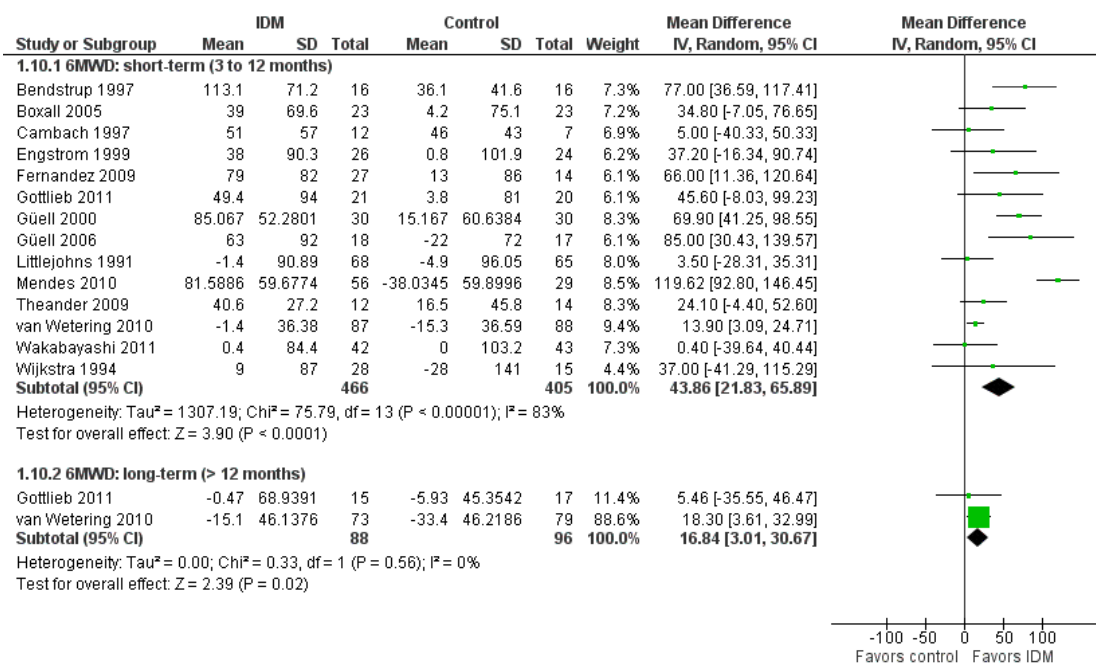 IDM Control Mean Difference Mean Difference
Study or Subgroup Mean SD Total Mean SD Total Weight IV, Random, 95% CI IV, Random, 95% CI
1.10.1 6MWD: short-term (3 to 12 months)
Bendstrup 1997 113.1 71.2 16 36.1 41.6 16 7.3% 77.00 [36.59, 117.41]
Boxall 2005 39 69.6 23 4.2 75.1 23 7.2% 34.80 [-7.05, 76.65]
Cambach 1997 51 57 12 46 43 7 6.9% 5.00 [-40.33, 50.33]
Engstrom 1999 38 90.3 26 0.8 101.9 24 6.2% 37.20 [-16.34, 90.74]
Fernandez 2009 79 82 27 13 86 14 6.1% 66.00 [11.36, 120.64]
Gottlieb 2011 49.4 94 21 3.8 81 20 6.2% 45.60 [-8.03, 99.23]
Güell 2000 85.067 52.2801 30 15.167 60.6384 30 8.3% 69.90 [41.25, 98.55]
Güell 2006 63 92 18 -22 72 17 6.1% 85.00 [30.43, 139.57]
Littlejohns 1991 -1.4 90.89 68 -4.9 96.05 65 8.0% 3.50 [-28.31, 35.31]
Mendes 2010 81.5886 59.6774 56 -38.0345 59.8996 29 8.5% 119.62 [92.80, 146.45]
Theander 2009 40.6 27.2 12 16.5 45.8 14 8.3% 24.10 [-4.40, 52.60]
van Wetering 2010 -1.4 36.38 87 -15.3 36.59 88 9.4% 13.90 [3.09, 24.71]
Wakabayashi 2011 0.4 84.4 42 0 103.2 43 7.3% 0.40 [-39.64, 40.44]
Wijkstra 1994 9 87 28 -28 141 15 4.4% 37.00 [-41.29, 115.29]
Subtotal (95% CI) 466 405 100.0% 43.86 [21.83, 65.89]
Heterogeneity: Tau² = 1307.19; Chi² = 75.79, df = 13 (P < 0.00001); I² = 83%
Test for overall effect: Z = 3.90 (P < 0.0001)
1.10.2 6MWD: long-term (> 12 months)
Gottlieb 2011 -0.47 68.9391 15 -5.93 45.3542 17 11.4% 5.46 [-35.55, 46.47]
van Wetering 2010 -15.1 46.1376 73 -33.4 46.2186 79 88.6% 18.30 [3.61, 32.99]
Subtotal (95% CI) 88 96 100.0% 16.84 [3.01, 30.67]
Heterogeneity: Tau² = 0.00; Chi² = 0.33, df = 1 (P = 0.56); I² = 0%
Test for overall effect: Z = 2.39 (P = 0.02)
-100 -50 0 50 100
Favors control Favors IDM